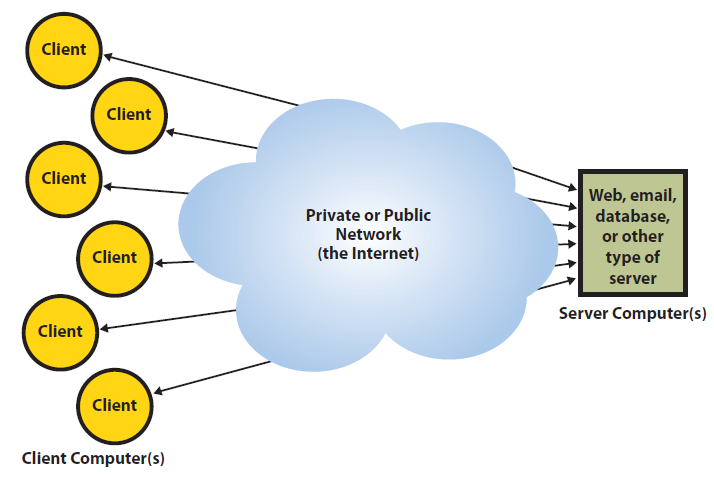 Client
Client
Client
Client
Client
Client
Client Computer(s)
Private or Public
Network
(the Internet)
Web, email,
database,
or other
type of
server
Server Computer(s)